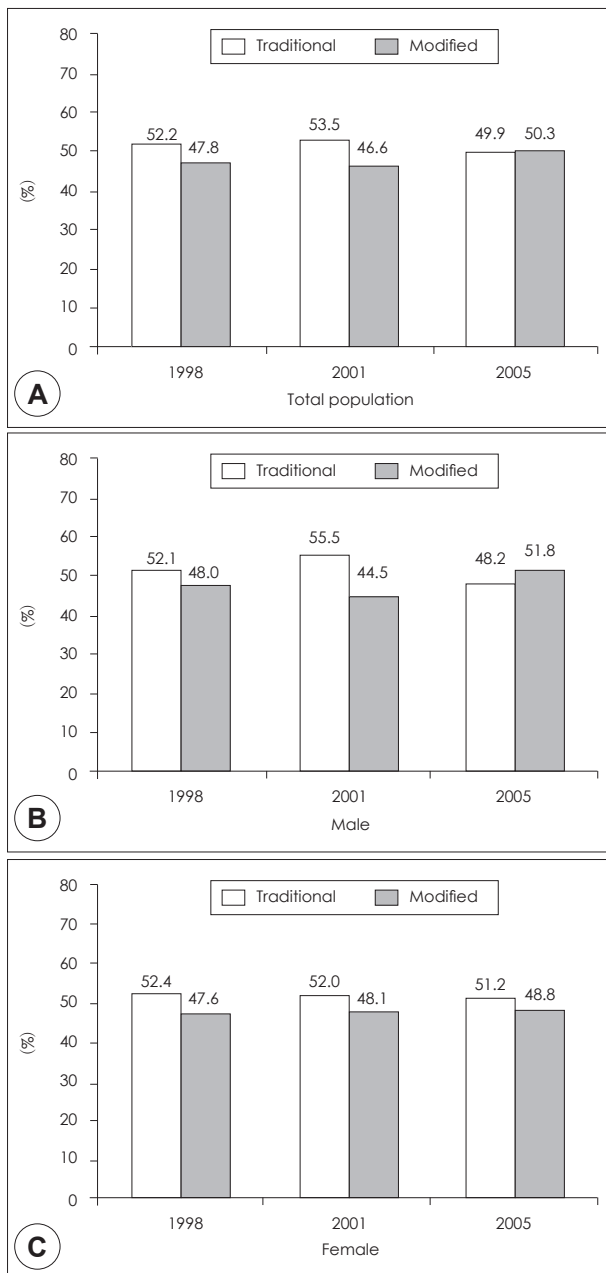 80
Traditional Modified
70
60
52.2 47.8 53.5 46.6 49.9 50.3
50
40
(%)
30
20
10
0
1998 2001 2005
Total population
A
80
Traditional Modified
70
60
52.1 48.0 55.5 44.5 48.2 51.8
50
40
(%)
30
20
10
0
1998 2001 2005
Male
B
80
Traditional Modified
70
60
52.4 47.6 52.0 48.1 51.2 48.8
50
40
(%)
30
20
10
0
1998 2001 2005
Female
C